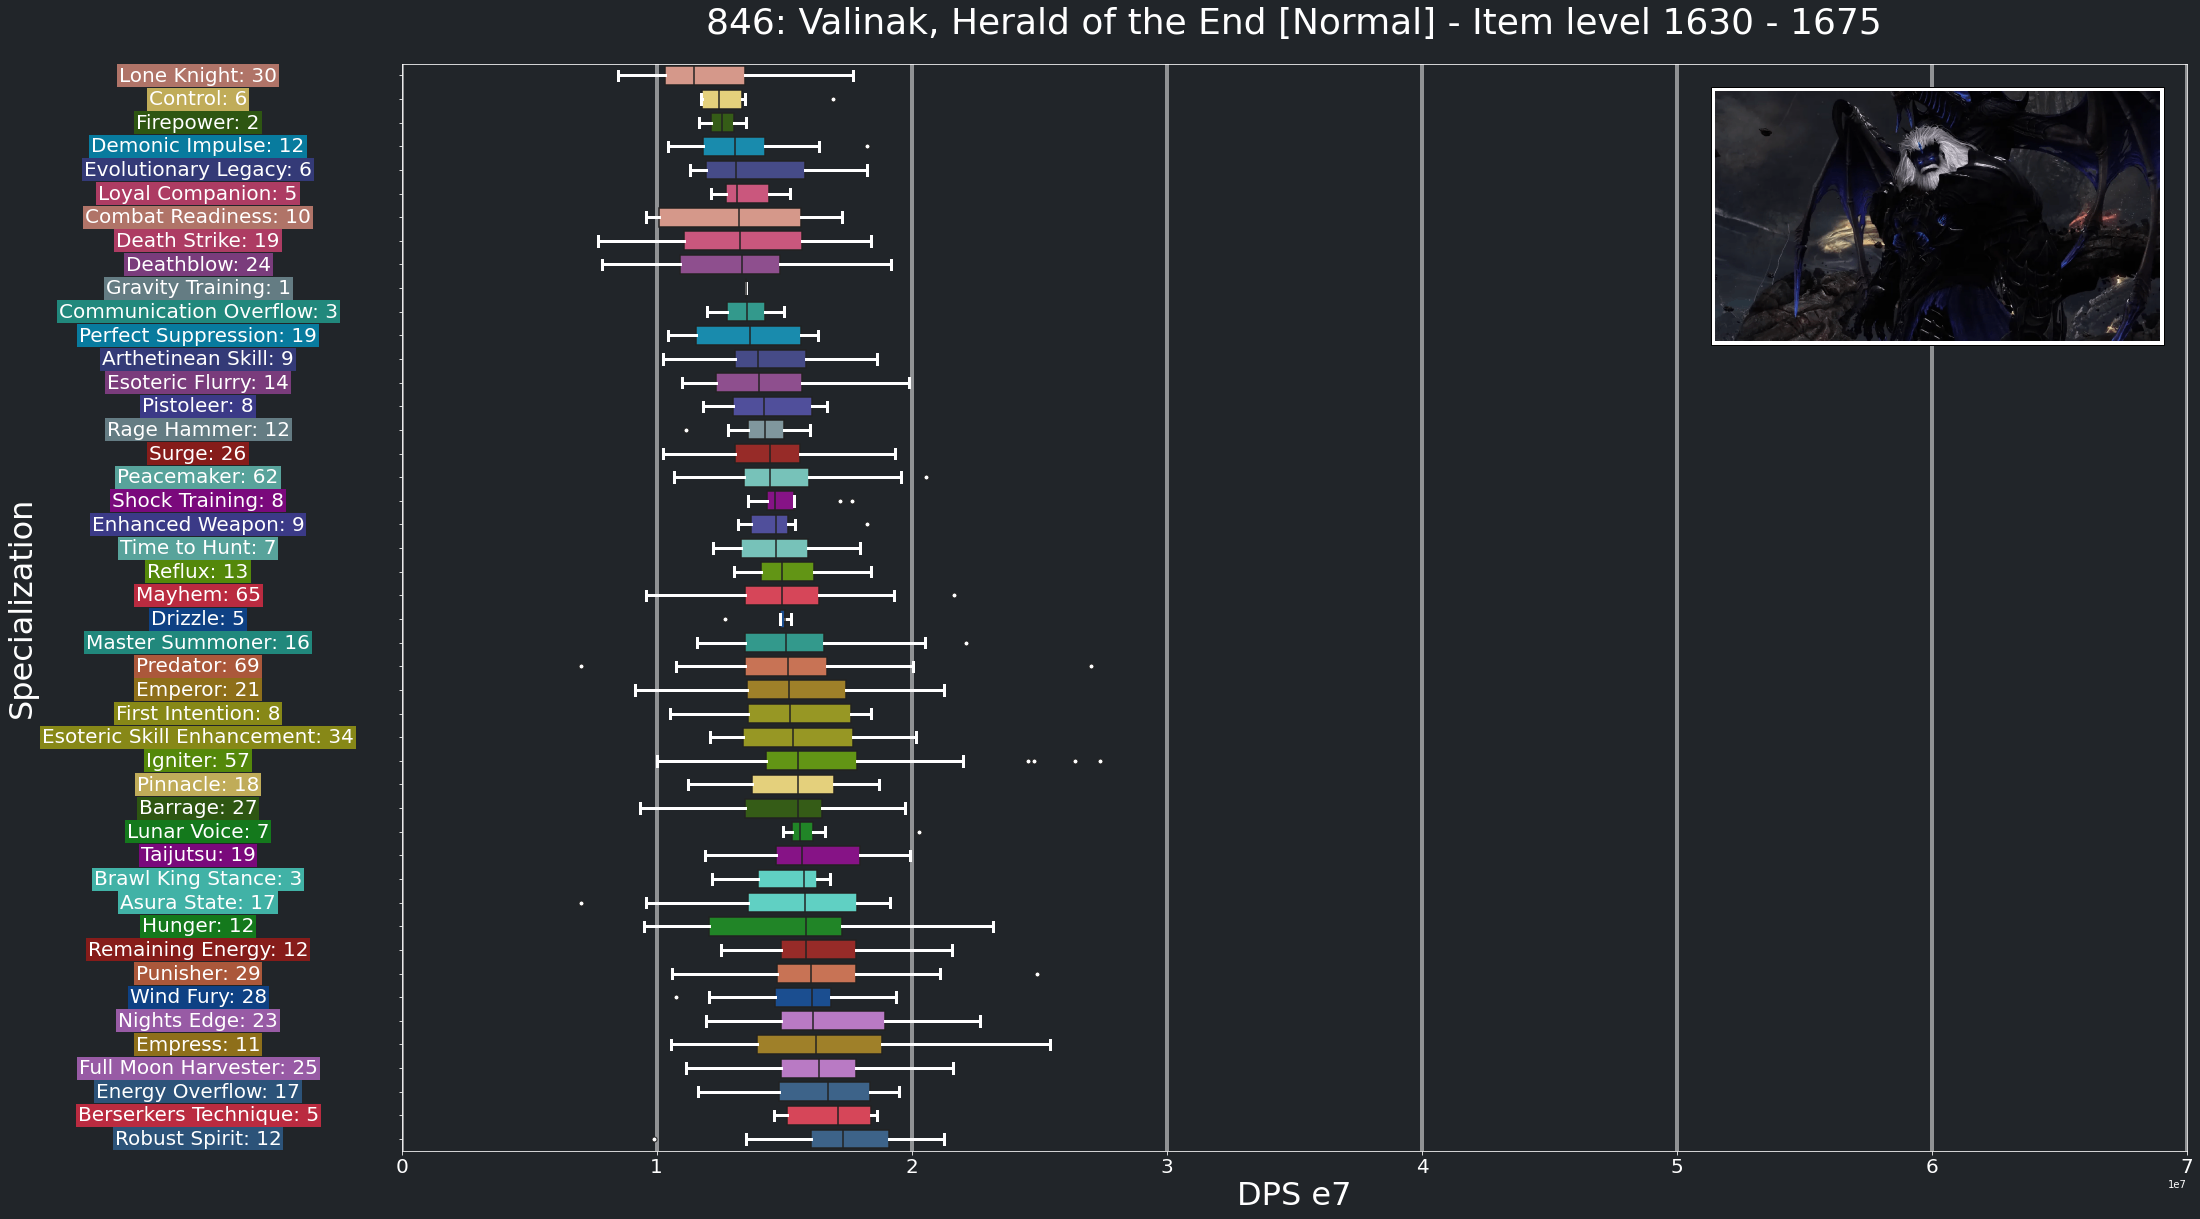 846: Valinak, Herald of the End [Normal] - Item level 1630 - 1675
Specialization
Lone Knight: 30
Control: 6
Firepower: 2
Demonic Impulse: 12
Evolutionary Legacy: 6
Loyal Companion: 5
Combat Readiness: 10
Death Strike: 19
Deathblow: 24
Gravity Training: 1
Communication Overflow: 3
Perfect Suppression: 19
Arthetinean Skill: 9
Esoteric Flurry: 14
Pistoleer: 8
Rage Hammer: 12
Surge: 26
Peacemaker: 62
Shock Training: 8
Enhanced Weapon: 9
Time to Hunt: 7
Reflux: 13
Mayhem: 65
Drizzle: 5
Master Summoner: 16
Predator: 69
Emperor: 21
First Intention: 8
Esoteric Skill Enhancement: 34
Igniter: 57
Pinnacle: 18
Barrage: 27
Lunar Voice: 7
Taijutsu: 19
Brawl King Stance: 3
Asura State: 17
Hunger: 12
Remaining Energy: 12
Punisher: 29
Wind Fury: 28
Nights Edge: 23
Empress: 11
Full Moon Harvester: 25
Energy Overflow: 17
Berserkers Technique: 5
Robust Spirit: 12
0 1 2 3 4 5 6 7
1e7
DPS e7